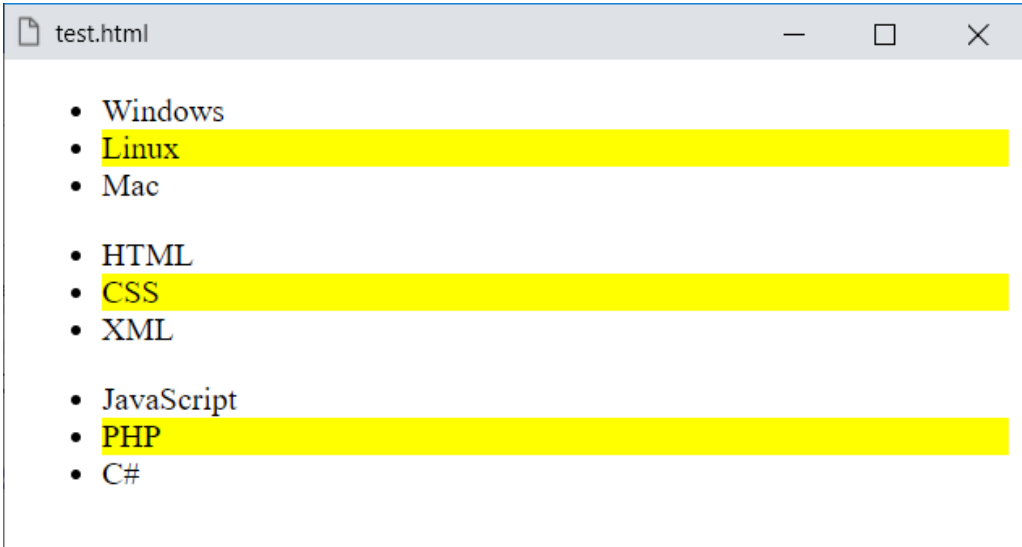 test.html
Windows
Linux
Mac
HTML
CSS
XML
JavaScript
PHP
C#